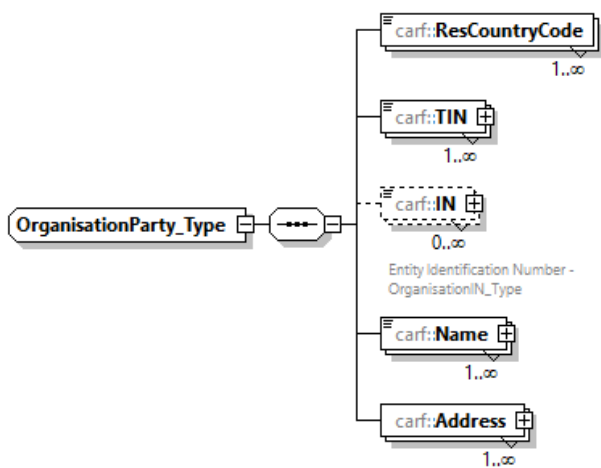 carf::ResCountryCode
1..∞
carf::TIN
1..∞
carf::IN
0..∞
Entity Identification Number -
OrganisationIN_Type
OrganisationParty_Type
carf::Name
1..∞
carf::Address
1..∞